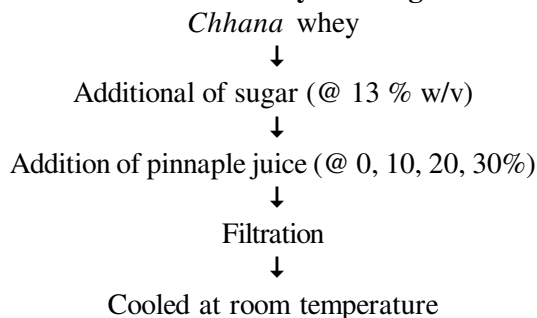 Chhana whey
↓
Additional of sugar (@ 13 % w/v)
↓
Addition of pinnaple juice (@ 0, 10, 20, 30%)
↓
Filtration
↓
Cooled at room temperature